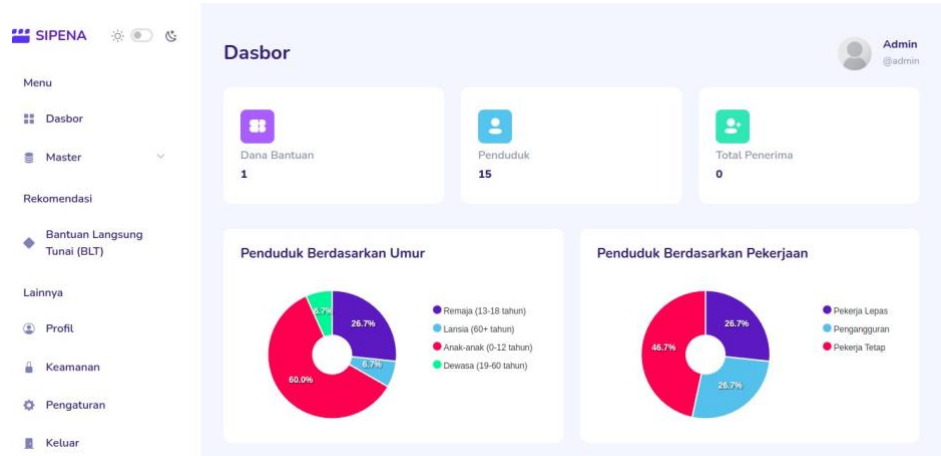 SIPENA
Menu
Dasbor
Master
Rekomendasi
Bantuan Langsung
Tunai (BLT)
Lainnya
Profil
Keamanan
Pengaturan
Keluar
Dasbor
Admin
@admin
Dana Bantuan
1
Penduduk
15
Total Penerima
0
Penduduk Berdasarkan Umur
6.7%
26.7%
6.7%
60.0%
Remaja (13-18 tahun)
Lansia (60+ tahun)
Anak-anak (0-12 tahun)
Dewasa (19-60 tahun)
Penduduk Berdasarkan Pekerjaan
26.7%
46.7%
26.7%
Pekerja Lepas
Pengangguran
Pekerja Tetap